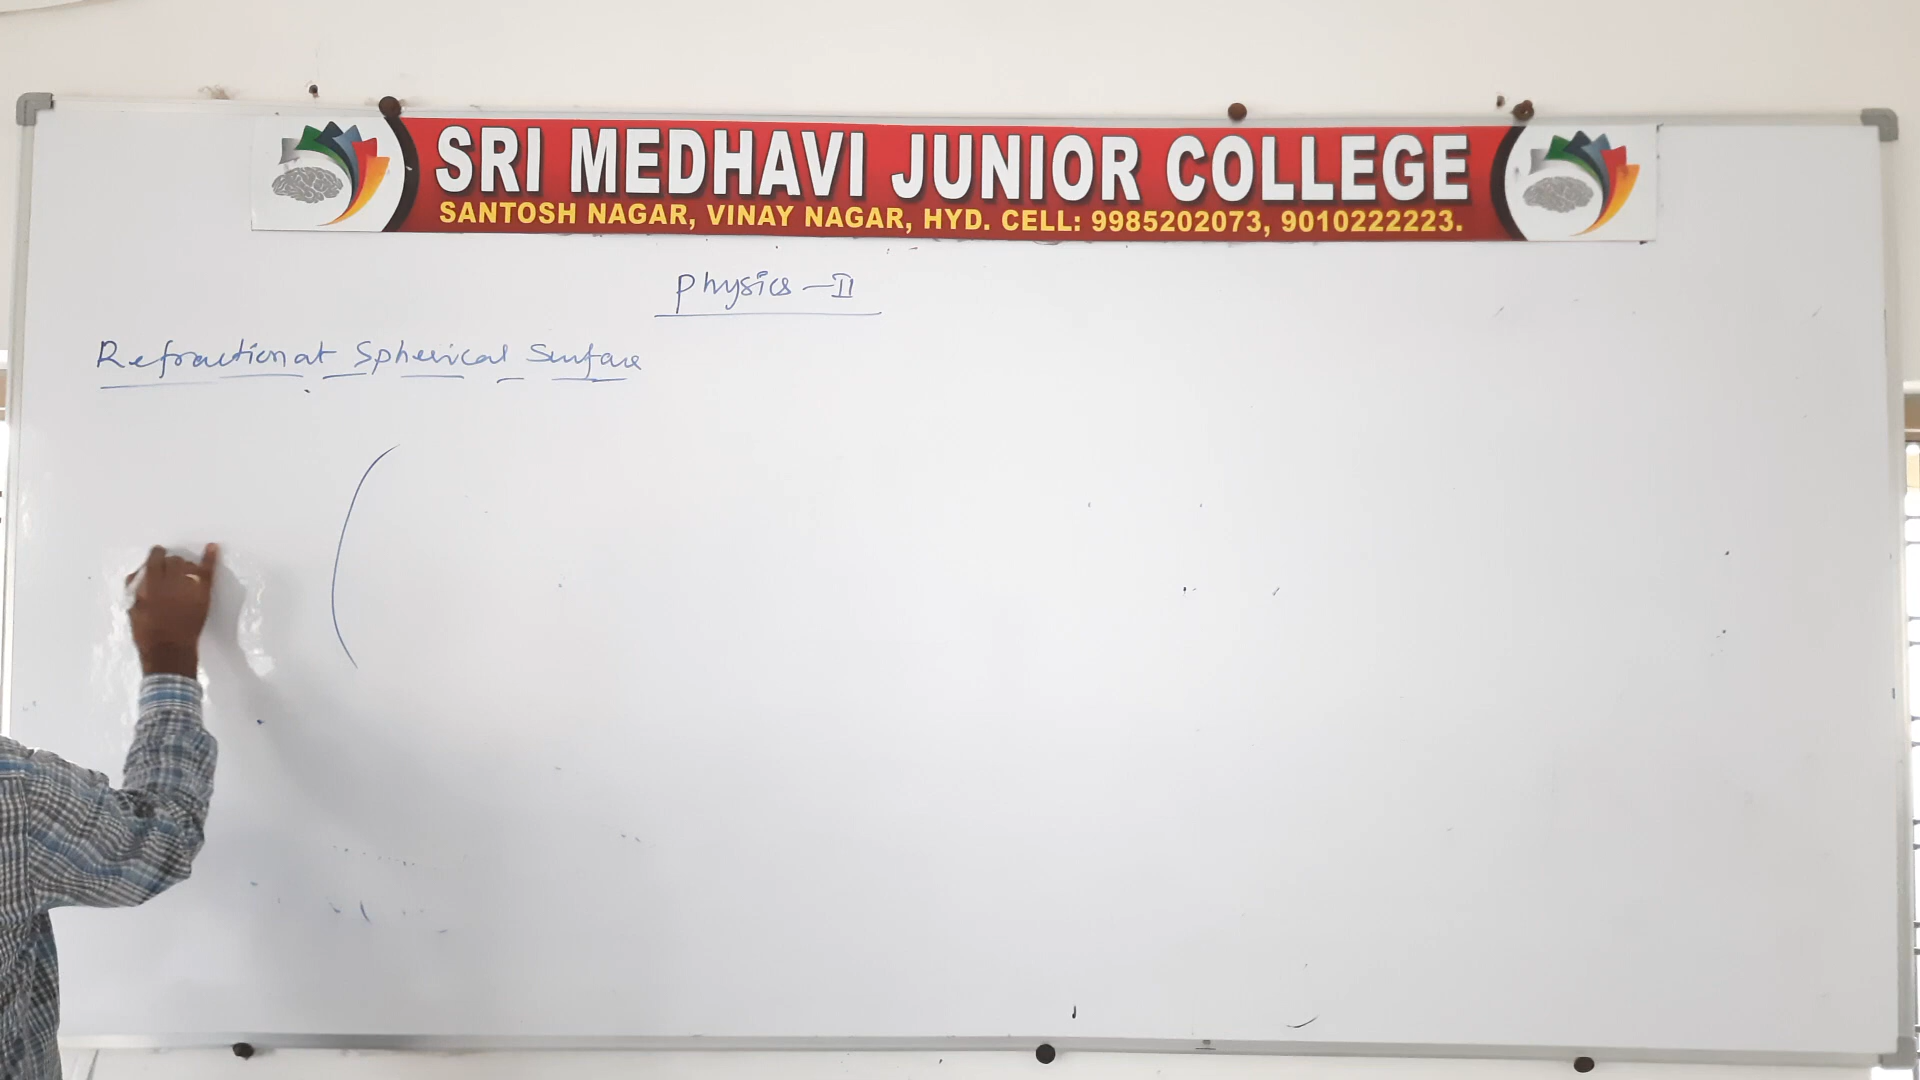 SRI MEDHAVI JUNIOR COLLEGE
SANTOSH NAGAR, VINAY NAGAR, HYD. CELL: 9985202073, 9010222223.
Physics - II
Refraction at Spherical Surface